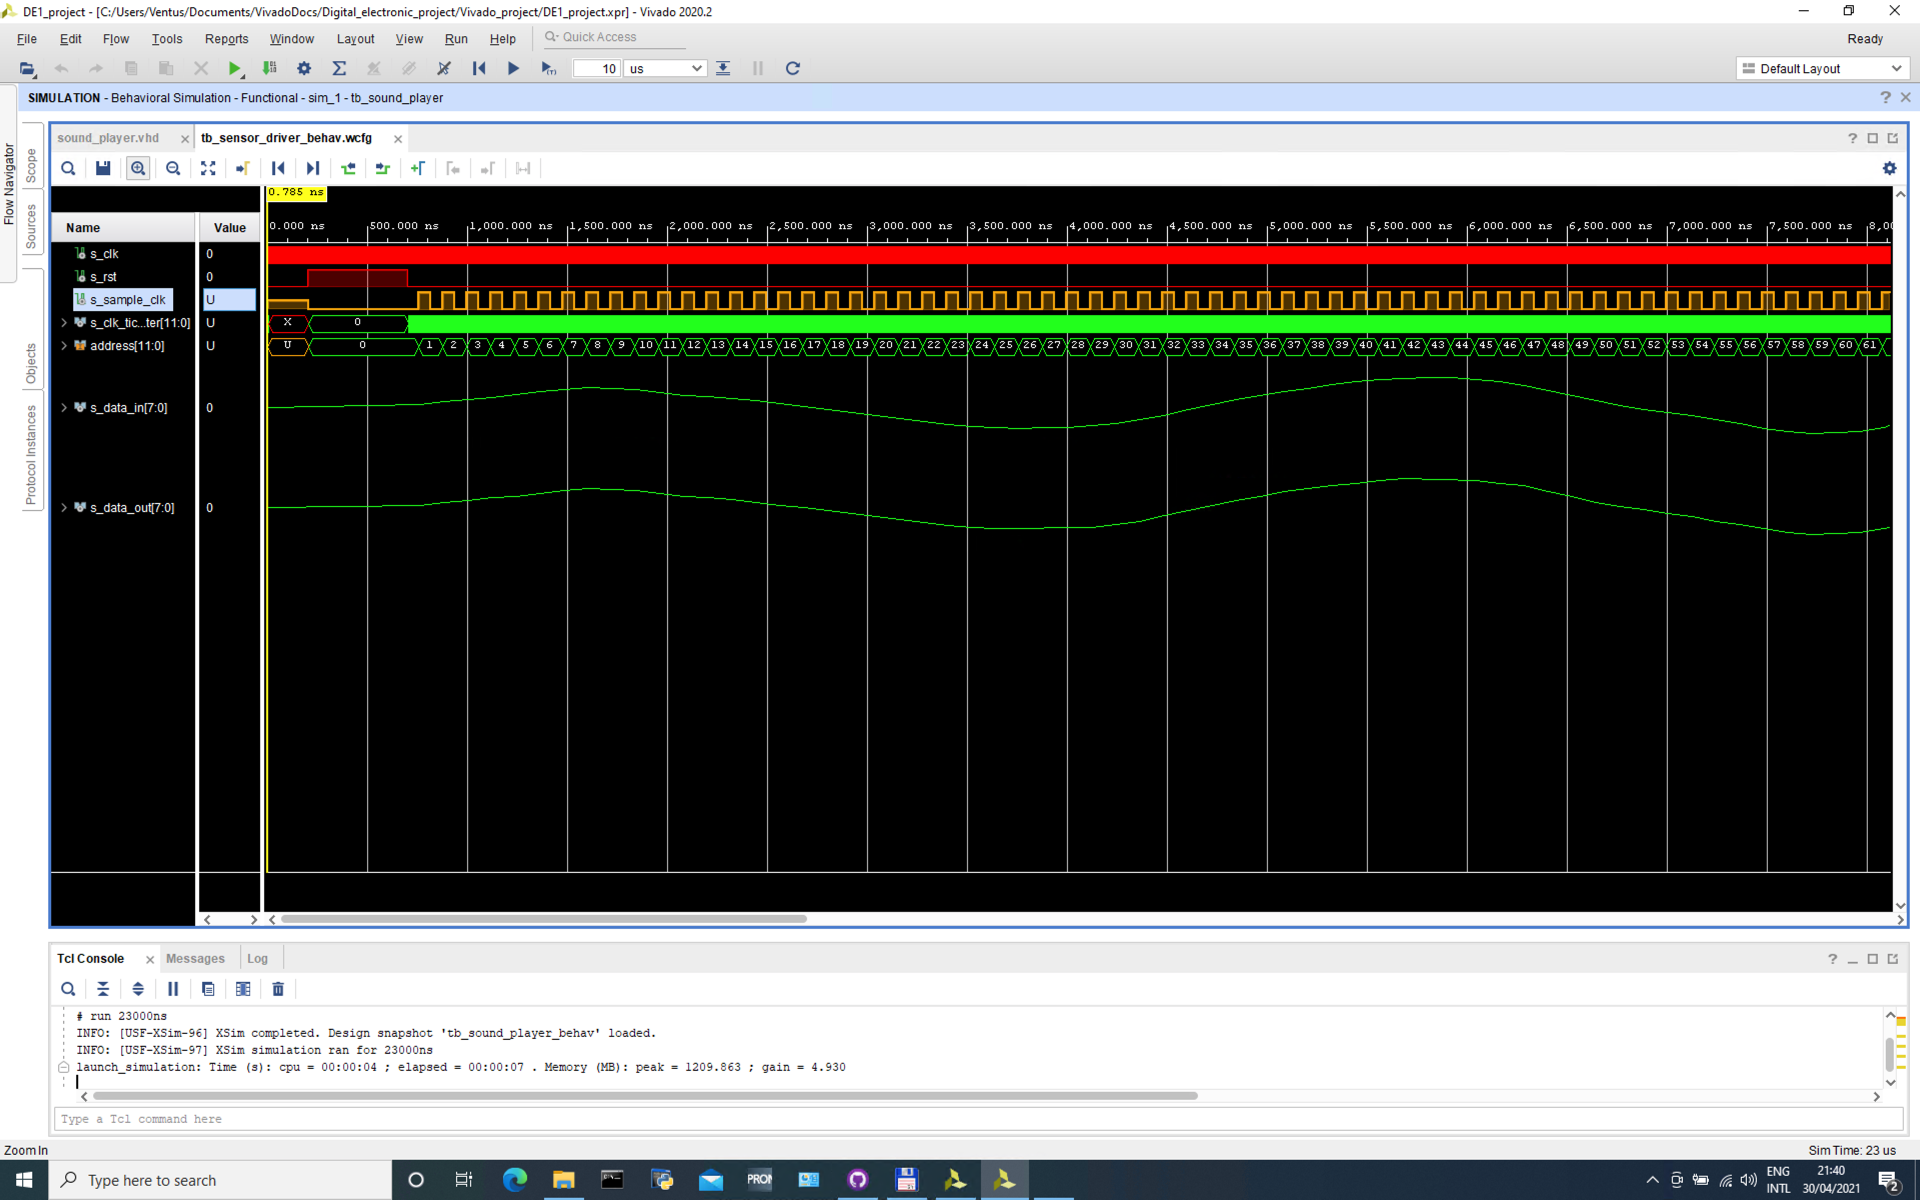 DE1_project - [C:/Users/Ventus/Documents/VivadoDocs/Digital_electronic_project/Vivado_project/DE1_project.xpr] - Vivado 2020.2
File Edit Flow Tools Reports Window Layout View Run Help Quick Access Ready
10 us Default Layout
SIMULATION - Behavioral Simulation - Functional - sim_1 - tb_sound_player
Flow Navigator
Scope
Sources
Objects
Protocol Instances
sound_player.vhd tb_sensor_driver_behav.wcfg
0.785 ns
Name Value
0.000 ns 500.000 ns 1,000.000 ns 1,500.000 ns 2,000.000 ns 2,500.000 ns 3,000.000 ns 3,500.000 ns 4,000.000 ns 4,500.000 ns 5,000.000 ns 5,500.000 ns 6,000.000 ns 6,500.000 ns 7,000.000 ns 7,500.000 ns 8,00
s_clk 0
s_rst 0
s_sample_clk U
s_clk_tic...ter[11:0] U X 0
address[11:0] U U 0 1 2 3 4 5 6 7 8 9 10 11 12 13 14 15 16 17 18 19 20 21 22 23 24 25 26 27 28 29 30 31 32 33 34 35 36 37 38 39 40 41 42 43 44 45 46 47 48 49 50 51 52 53 54 55 56 57 58 59 60 61
s_data_in[7:0] 0
s_data_out[7:0] 0
Tcl Console Messages Log
# run 23000ns
INFO: [USF-XSim-96] XSim completed. Design snapshot 'tb_sound_player_behav' loaded.
INFO: [USF-XSim-97] XSim simulation ran for 23000ns
launch_simulation: Time (s): cpu = 00:00:04 ; elapsed = 00:00:07 . Memory (MB): peak = 1209.863 ; gain = 4.930
Type a Tcl command here
Zoom In Sim Time: 23 us
Type here to search
PRON
ENG
INTL
21:40
30/04/2021
2